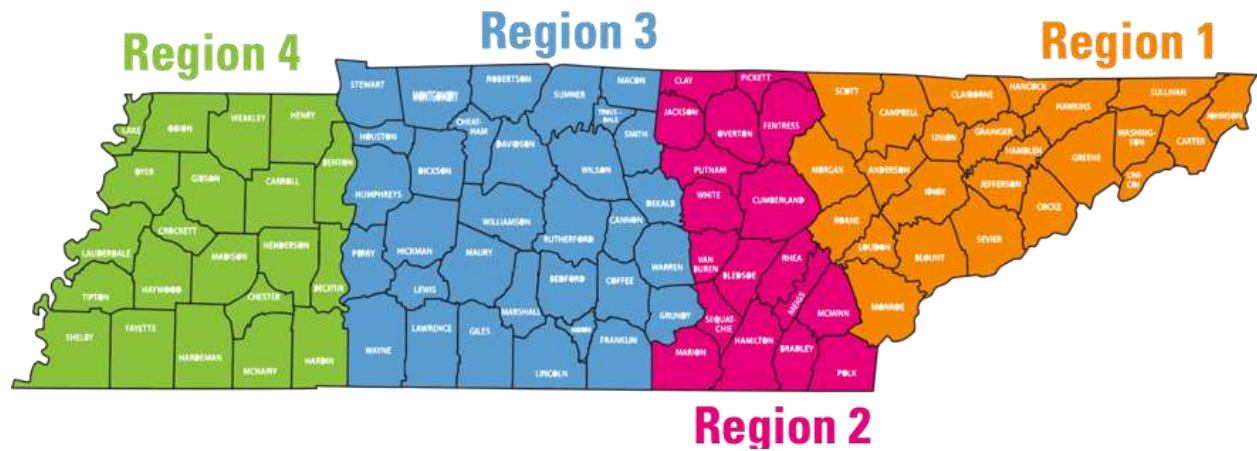 Region 4
Region 3
Region 1
Region 2
LAKE
OBION
WEAKLEY
HENRY
DYER
GIBSON
CARROLL
BENTON
LAUDERDALE
CROCKETT
MADISON
HENDERSON
DECATUR
TIPTON
HAYWOOD
CHESTER
SHELBY
FAYETTE
HARDEMAN
MCNAIRY
HARDIN
STEWART
MONTGOMERY
ROBERTSON
SUMNER
MACON
HOUSTON
CHEAT-
HAM
DAVIDSON
SMITH
DICKSON
WILSON
HUMPHREYS
DEKALB
WILLIAMSON
CANNON
RUTHERFORD
PERRY
HICKMAN
MAURY
WARREN
LEWIS
BEDFORD
COFFEE
MARSHALL
GRUNDY
WAYNE
LAWRENCE
GILES
LINCOLN
FRANKLIN
CLAY
PICKETT
JACKSON
OVERTON
FENTRESS
PUTNAM
WHITE
CUMBERLAND
VAN
BUREN
BLEDSOE
RHEA
MEIGS
SEQUAT-
CHIE
MCMINN
MARION
HAMILTON
BRADLEY
POLK
SCOTT
CAMPBELL
CLAIBORNE
HANCOCK
HAWKINS
SULLIVAN
JOHNSON
UNION
GRAINGER
HAMBLEN
GREENE
WASHING-
TON
CARTER
UNI-
COI
MORGAN
ANDERSON
KNOX
JEFFERSON
COCKE
ROANE
LOUDON
BLOUNT
SEVIER
MONROE